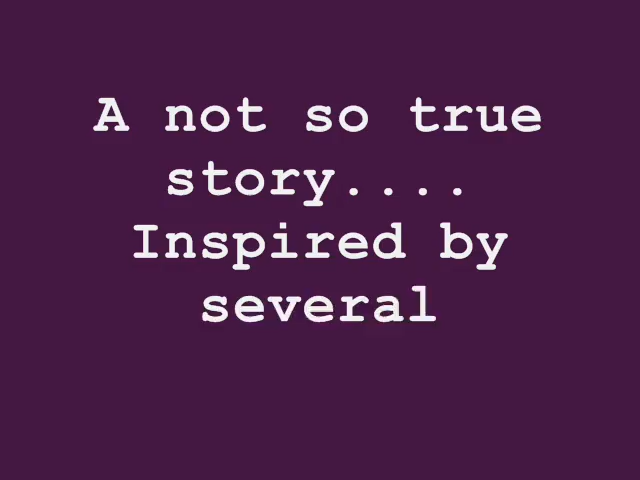 A not so true
story....
Inspired by
several